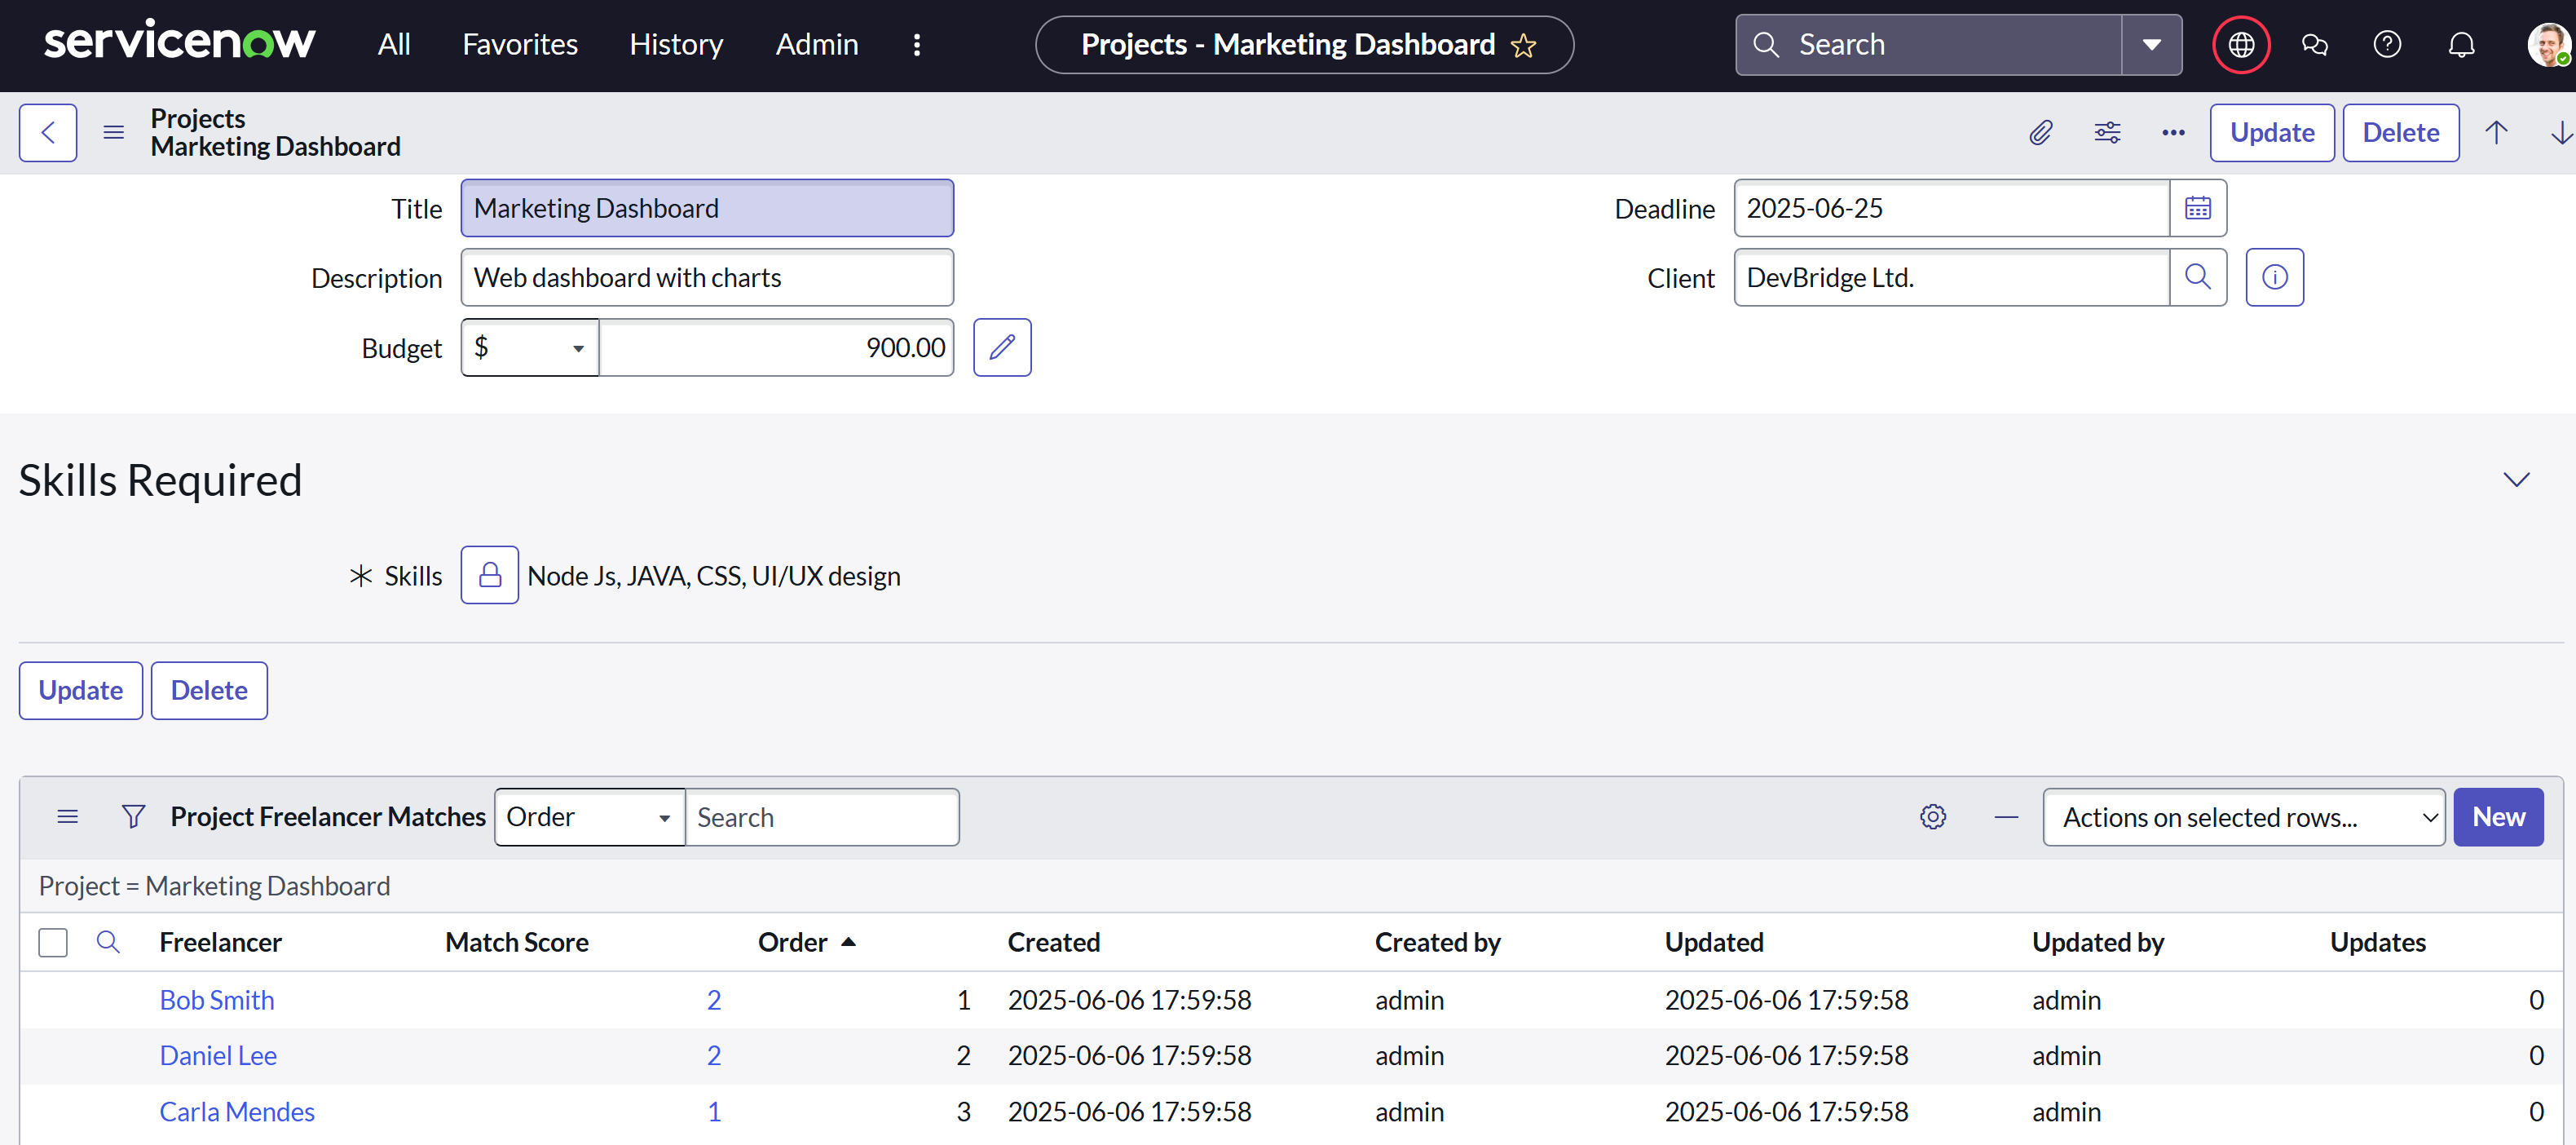 servicenow All Favorites History Admin Projects - Marketing Dashboard Search
Projects
Marketing Dashboard
Update Delete
Title Marketing Dashboard Deadline 2025-06-25
Description Web dashboard with charts Client DevBridge Ltd.
Budget $ 900.00
Skills Required
Skills Node Js, JAVA, CSS, UI/UX design
Update Delete
Project Freelancer Matches Order Search Actions on selected rows... New
Project = Marketing Dashboard
Freelancer Match Score Order Created Created by Updated Updated by Updates
Bob Smith 2 1 2025-06-06 17:59:58 admin 2025-06-06 17:59:58 admin 0
Daniel Lee 2 2 2025-06-06 17:59:58 admin 2025-06-06 17:59:58 admin 0
Carla Mendes 1 3 2025-06-06 17:59:58 admin 2025-06-06 17:59:58 admin 0